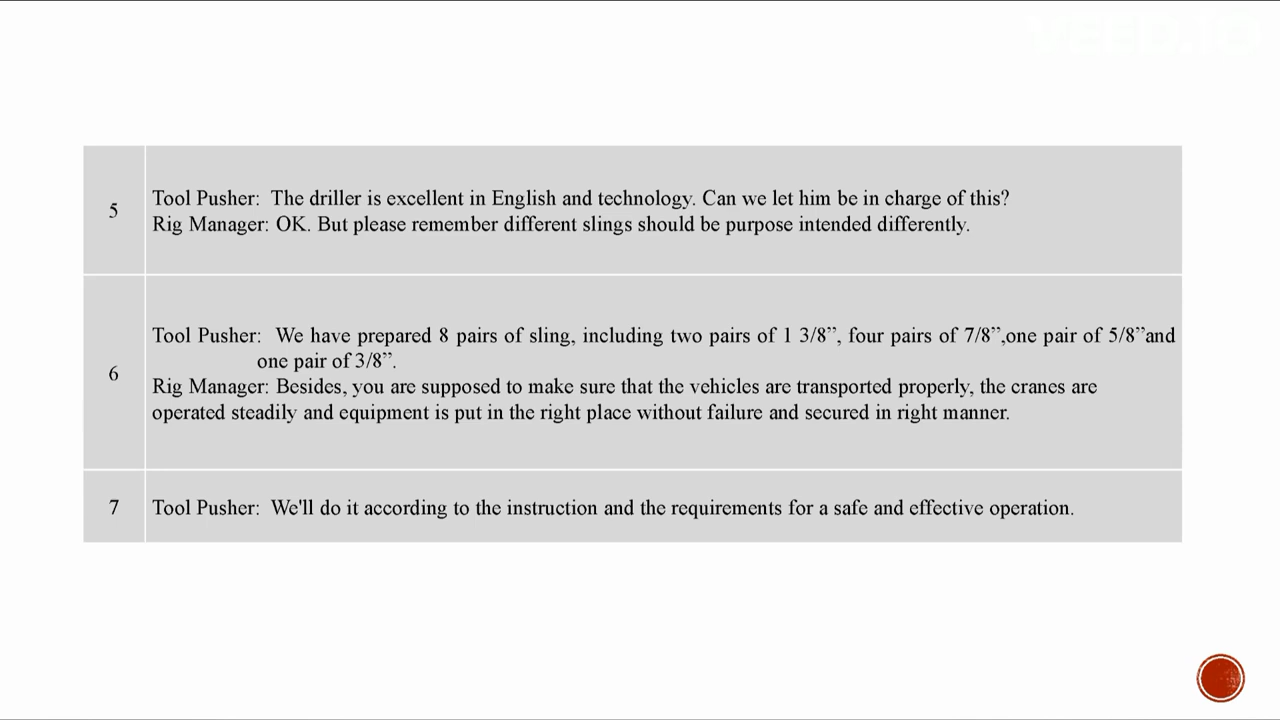 5
Tool Pusher: The driller is excellent in English and technology. Can we let him be in charge of this?
Rig Manager: OK. But please remember different slings should be purpose intended differently.
6
Tool Pusher: We have prepared 8 pairs of sling, including two pairs of 1 3/8”, four pairs of 7/8”,one pair of 5/8”and
one pair of 3/8”.
Rig Manager: Besides, you are supposed to make sure that the vehicles are transported properly, the cranes are
operated steadily and equipment is put in the right place without failure and secured in right manner.
7
Tool Pusher: We'll do it according to the instruction and the requirements for a safe and effective operation.